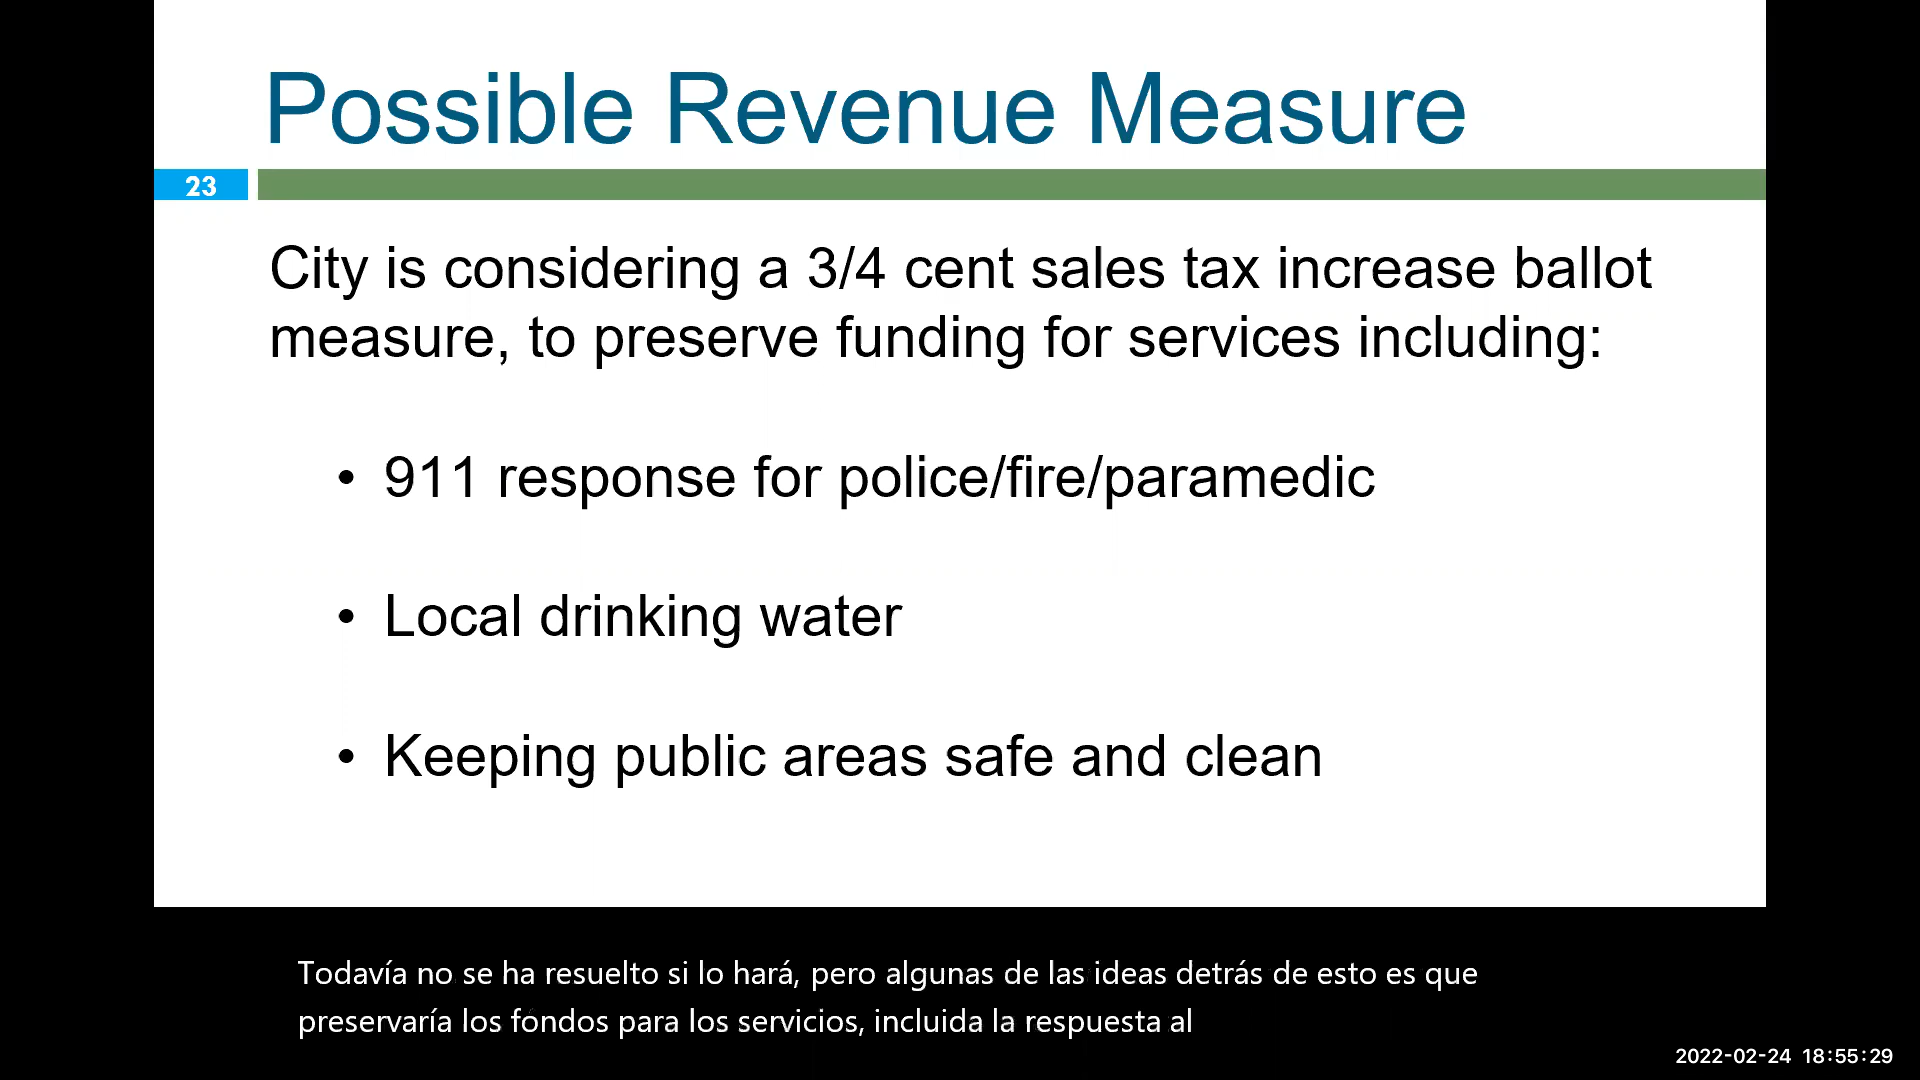 Possible Revenue Measure
23
City is considering a 3/4 cent sales tax increase ballot
measure, to preserve funding for services including:
• 911 response for police/fire/paramedic
• Local drinking water
• Keeping public areas safe and clean
Todavía no se ha resuelto si lo hará, pero algunas de las ideas detrás de esto es que
preservaría los fondos para los servicios, incluida la respuesta al
2022-02-24 18:55:29